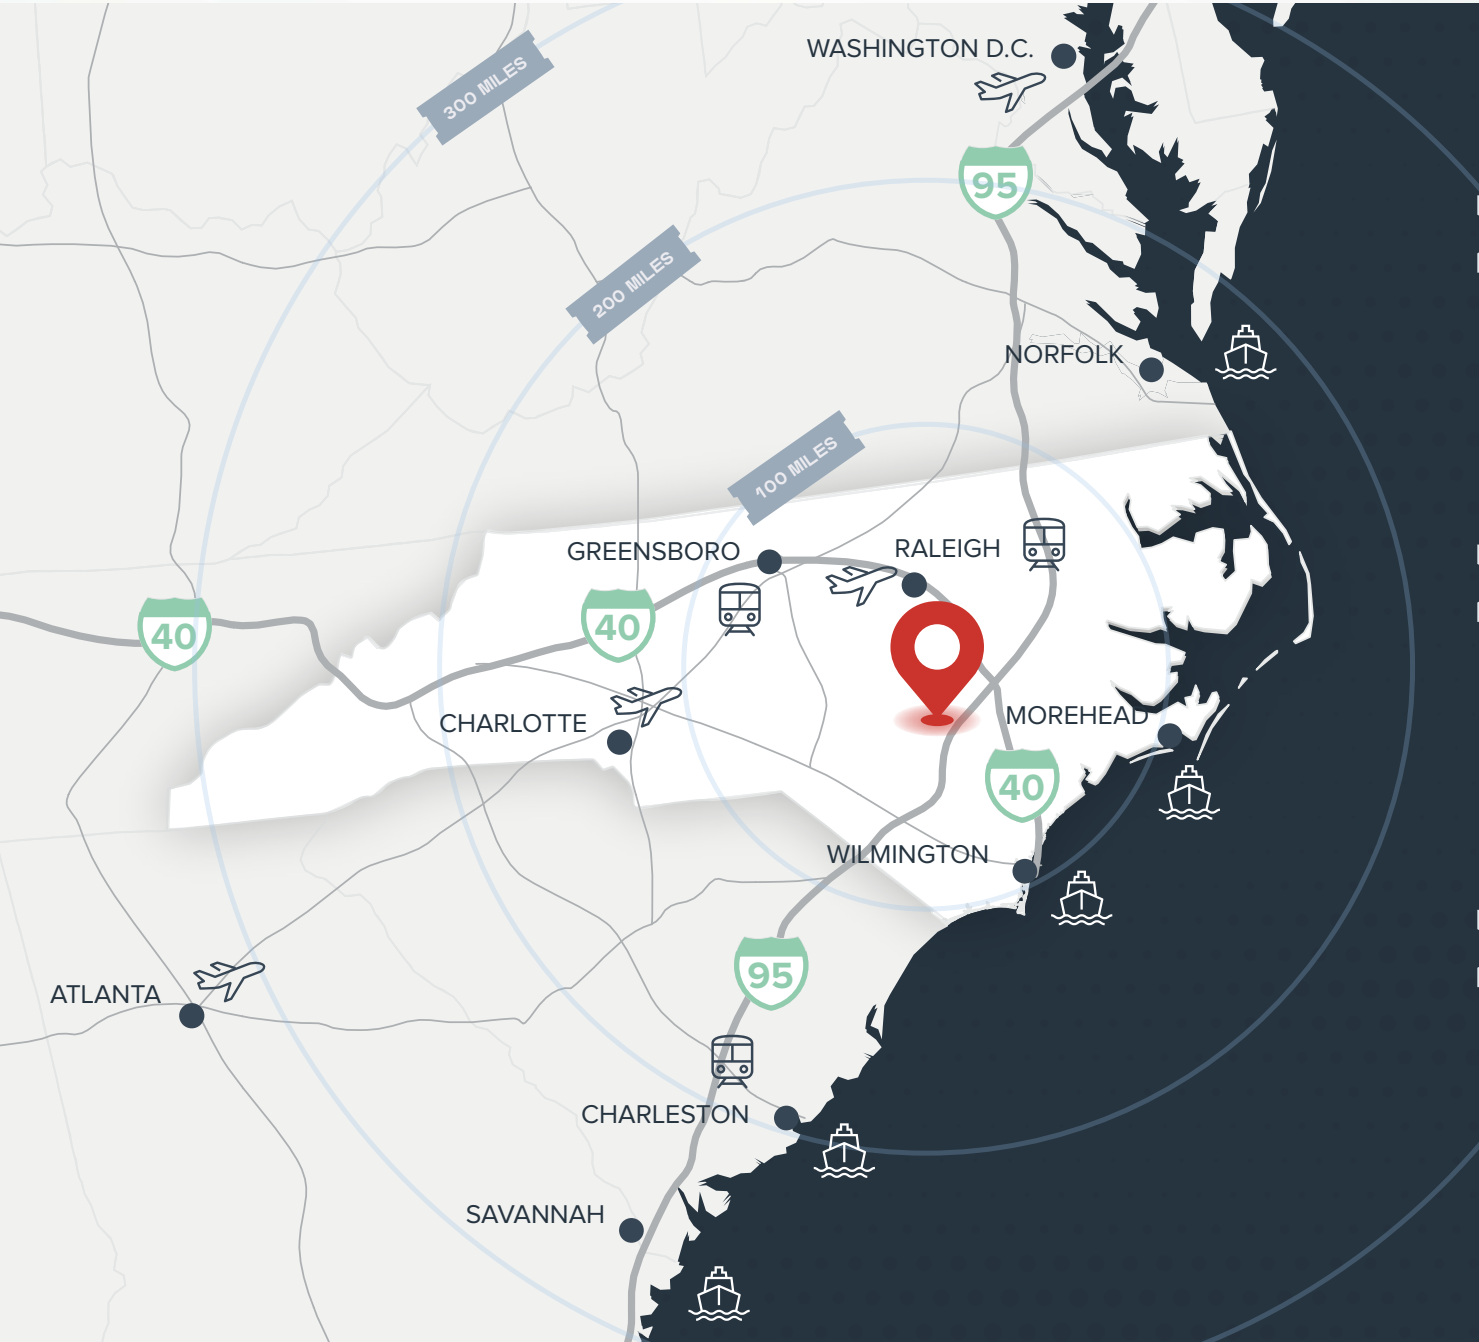 WASHINGTON D.C.
300 MILES
95
200 MILES
NORFOLK
100 MILES
GREENSBORO
RALEIGH
40
40
CHARLOTTE
MOREHEAD
40
WILMINGTON
95
ATLANTA
CHARLESTON
SAVANNAH